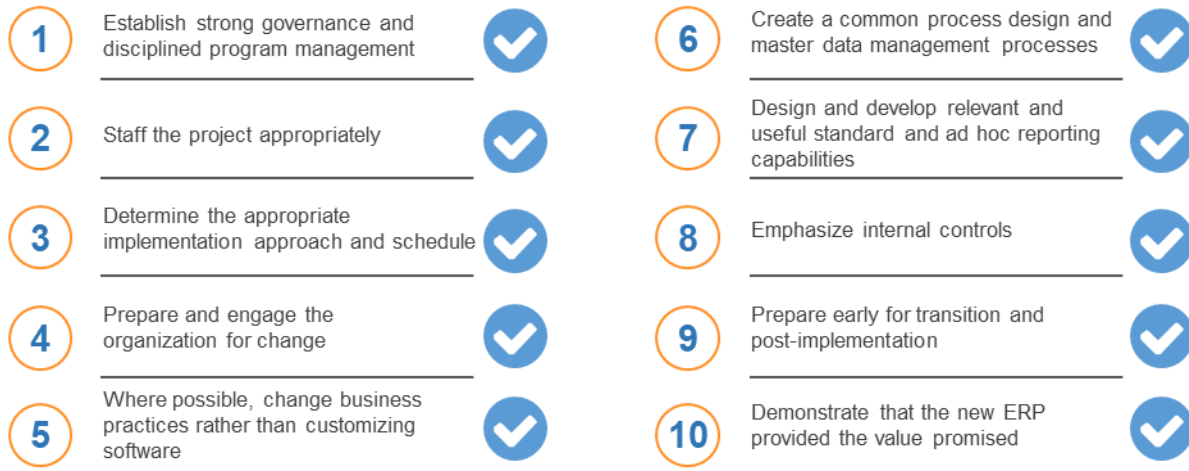 1
Establish strong governance and
disciplined program management
2
Staff the project appropriately
3
Determine the appropriate
implementation approach and schedule
4
Prepare and engage the
organization for change
5
Where possible, change business
practices rather than customizing
software
6
Create a common process design and
master data management processes
7
Design and develop relevant and
useful standard and ad hoc reporting
capabilities
8
Emphasize internal controls
9
Prepare early for transition and
post-implementation
10
Demonstrate that the new ERP
provided the value promised